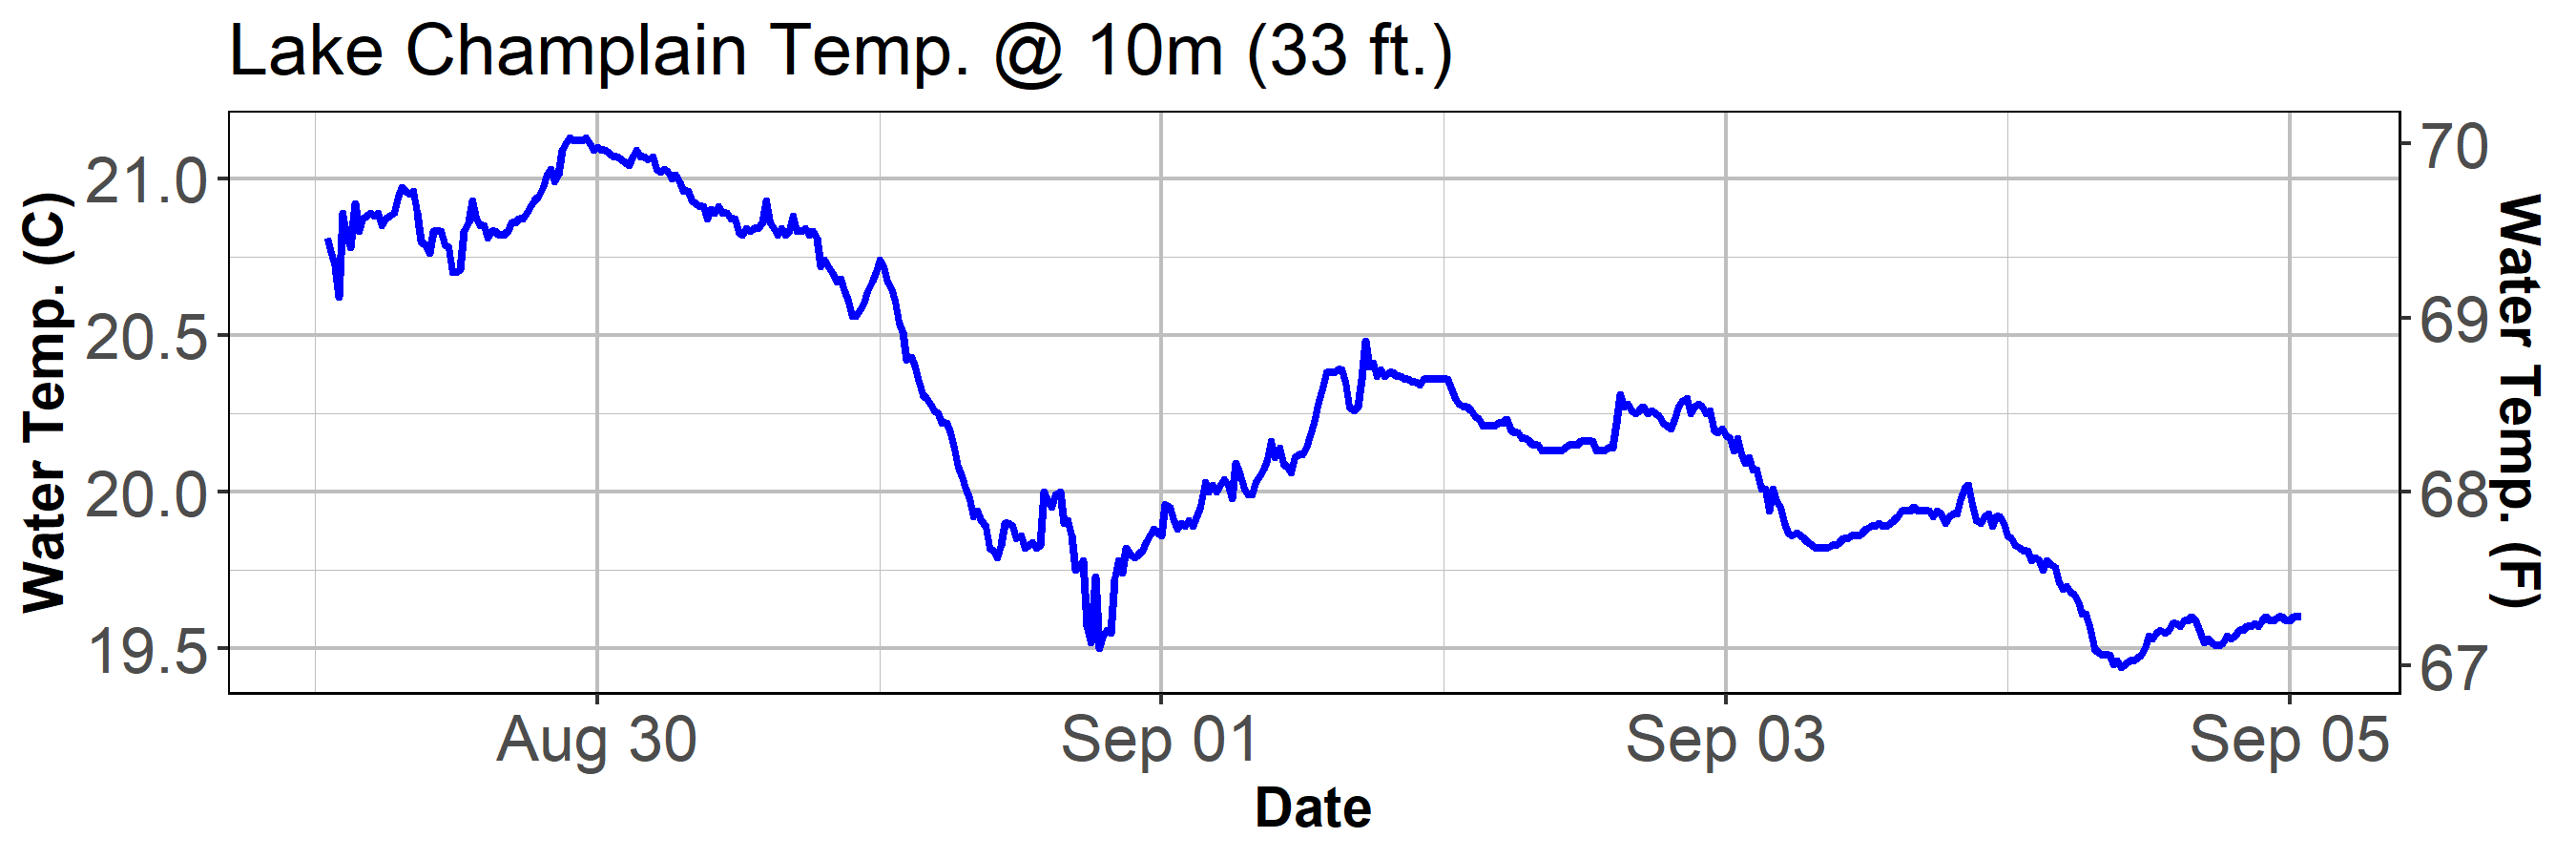 Lake Champlain Temp. @ 10m (33 ft.)
Water Temp. (C)
21.0
20.5
20.0
19.5
70
69
68
67
Water Temp. (F)
Aug 30
Sep 01
Sep 03
Sep 05
Date